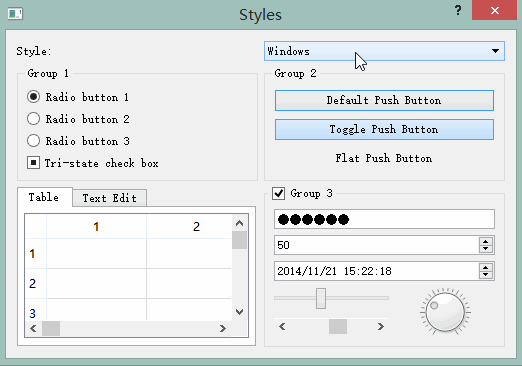 Styles
Style:
Windows
Group 1
Radio button 1
Radio button 2
Radio button 3
Tri-state check box
Group 2
Default Push Button
Toggle Push Button
Flat Push Button
Table
Text Edit
1
2
1
2
3
Group 3
●●●●●●
50
2014/11/21 15:22:18